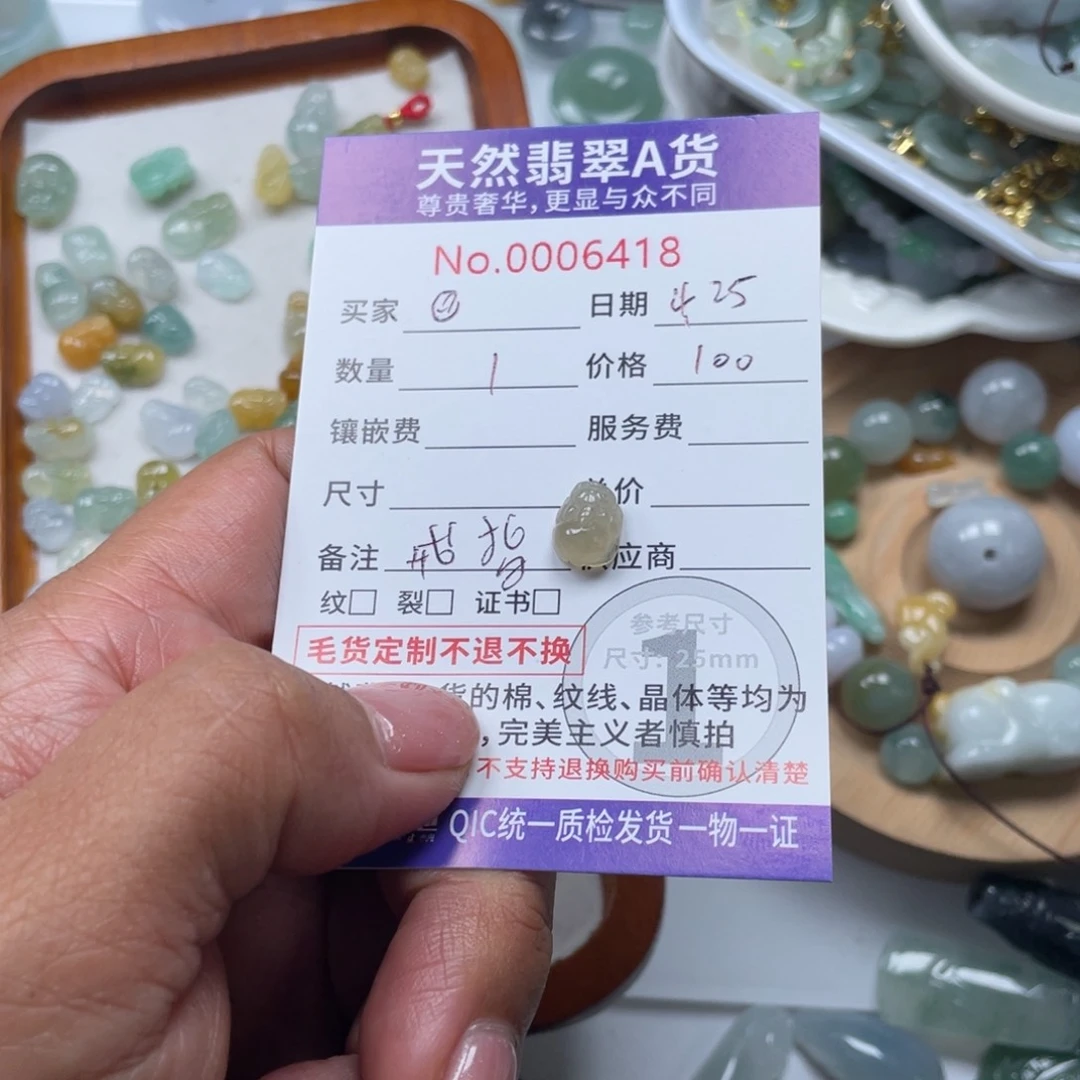 天然翡翠A货
尊贵奢华,更显与众不同
No.0006418
买家 日期 25
数量 1 价格 100
镶嵌费 服务费
尺寸 价
备注 戒指 应商
纹□ 裂□ 证书□
参考尺寸
尺寸: 25mm
1
毛货定制不退不换
货的棉、纹线、晶体等均为
,完美主义者慎拍
不支持退换购买前确认清楚
QIC统一质检发货一物一证